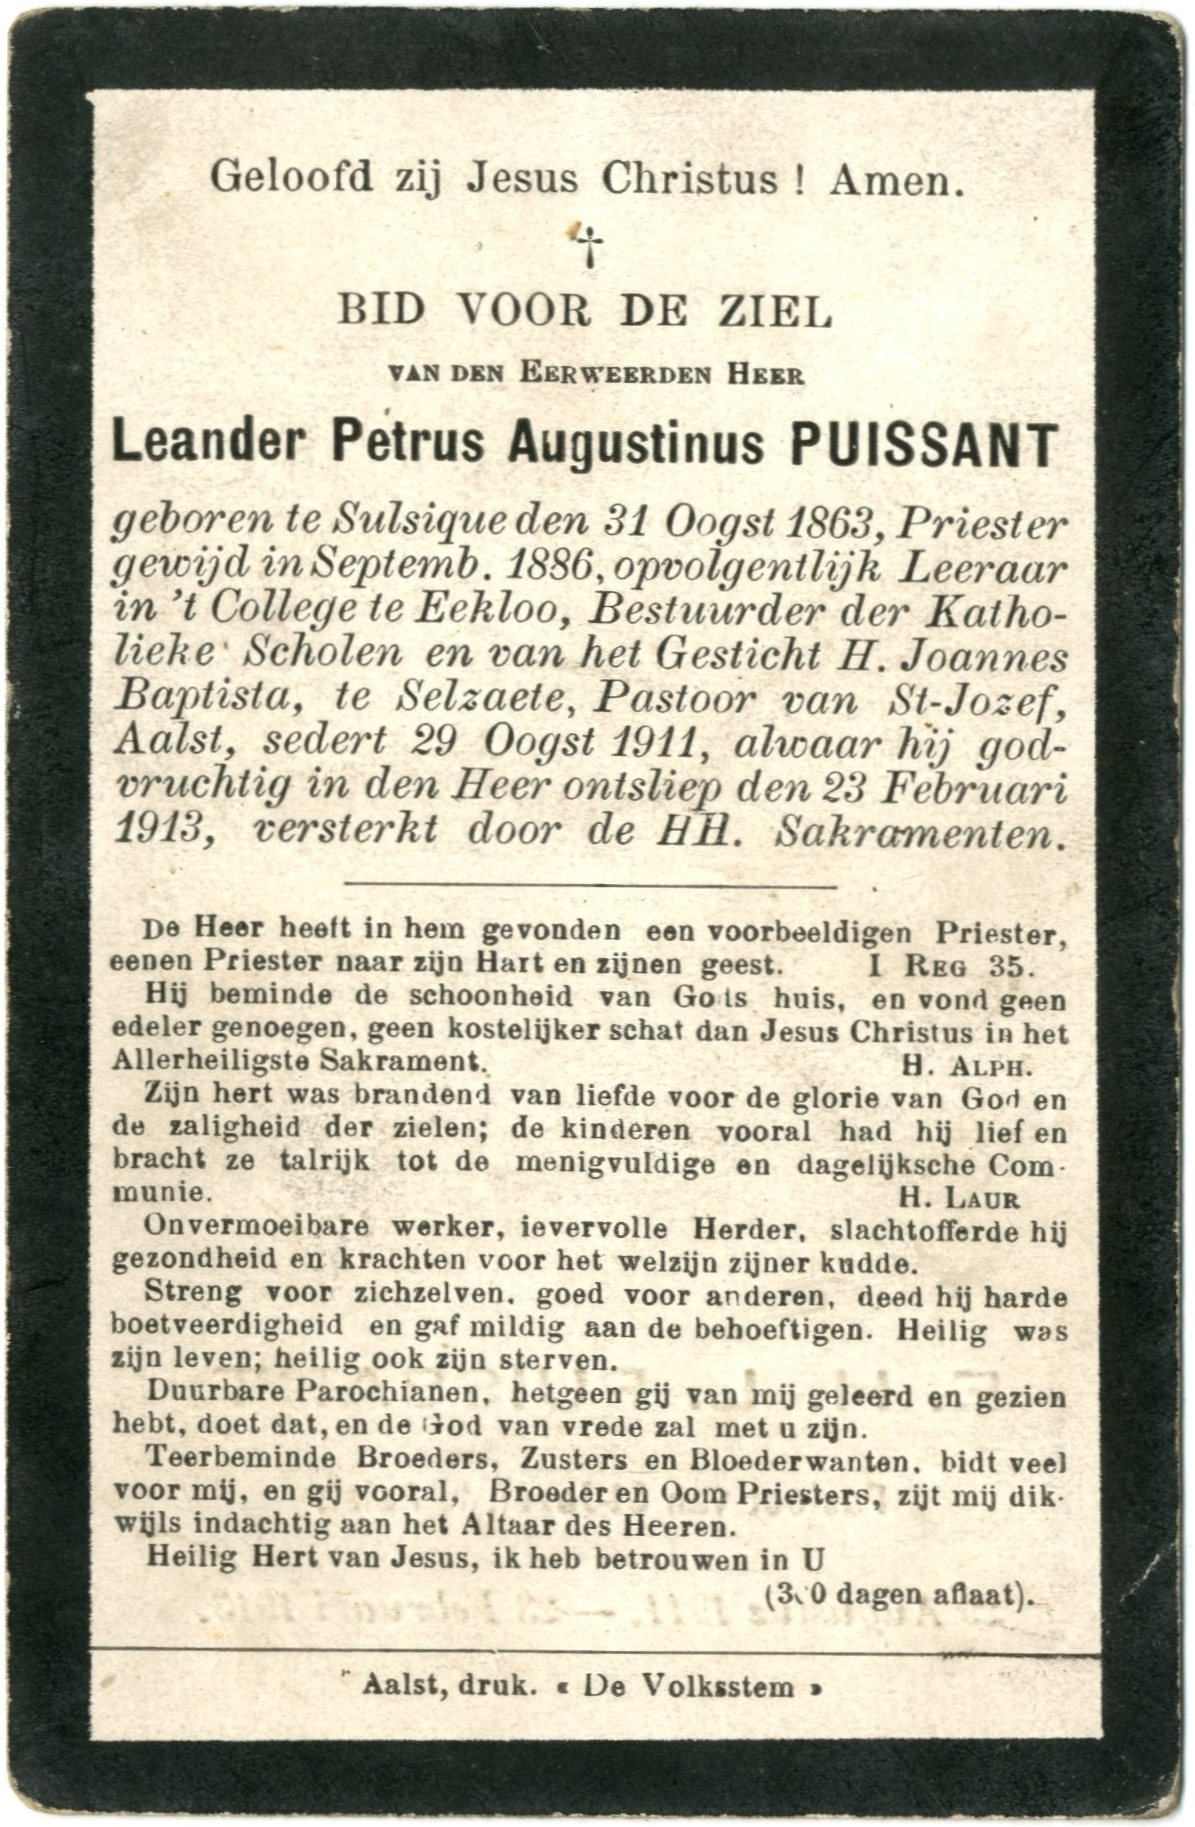 Geloofd zij Jesus Christus ! Amen.
†
BID VOOR DE ZIEL
VAN DEN EERWEERDEN HEER
Leander Petrus Augustinus PUISSANT
geboren te Sulsique den 31 Oogst 1863, Priester
gewijd in Septemb. 1886, opvolgentlijk Leeraar
in 't College te Eekloo, Bestuurder der Katho-
lieke Scholen en van het Gesticht H. Joannes
Baptista, te Selzaete, Pastoor van St-Jozef,
Aalst, sedert 29 Oogst 1911, alwaar hij god-
vruchtig in den Heer ontsliep den 23 Februari
1913, versterkt door de HH. Sakramenten.
De Heer heeft in hem gevonden een voorbeeldigen Priester,
eenen Priester naar zijn Hart en zijnen geest. I REG 35.
Hij beminde de schoonheid van Gods huis, en vond geen
edeler genoegen, geen kostelijker schat dan Jesus Christus in het
Allerheiligste Sakrament. H. ALPH.
Zijn hert was brandend van liefde voor de glorie van God en
de zaligheid der zielen; de kinderen vooral had hij lief en
bracht ze talrijk tot de menigvuldige en dagelijksche Com-
munie. H. LAUR
Onvermoeibare werker, ievervolle Herder, slachtofferde hij
gezondheid en krachten voor het welzijn zijner kudde.
Streng voor zichzelven, goed voor anderen, deed hij harde
boetveerdigheid en gaf mildig aan de behoeftigen. Heilig was
zijn leven; heilig ook zijn sterven.
Duurbare Parochianen, hetgeen gij van mij geleerd en gezien
hebt, doet dat, en de God van vrede zal met u zijn.
Teerbeminde Broeders, Zusters en Bloederwanten, bidt veel
voor mij, en gij vooral, Broeder en Oom Priesters, zijt mij dik-
wijls indachtig aan het Altaar des Heeren.
Heilig Hert van Jesus, ik heb betrouwen in U
(300 dagen aflaat).
Aalst, druk. « De Volksstem »